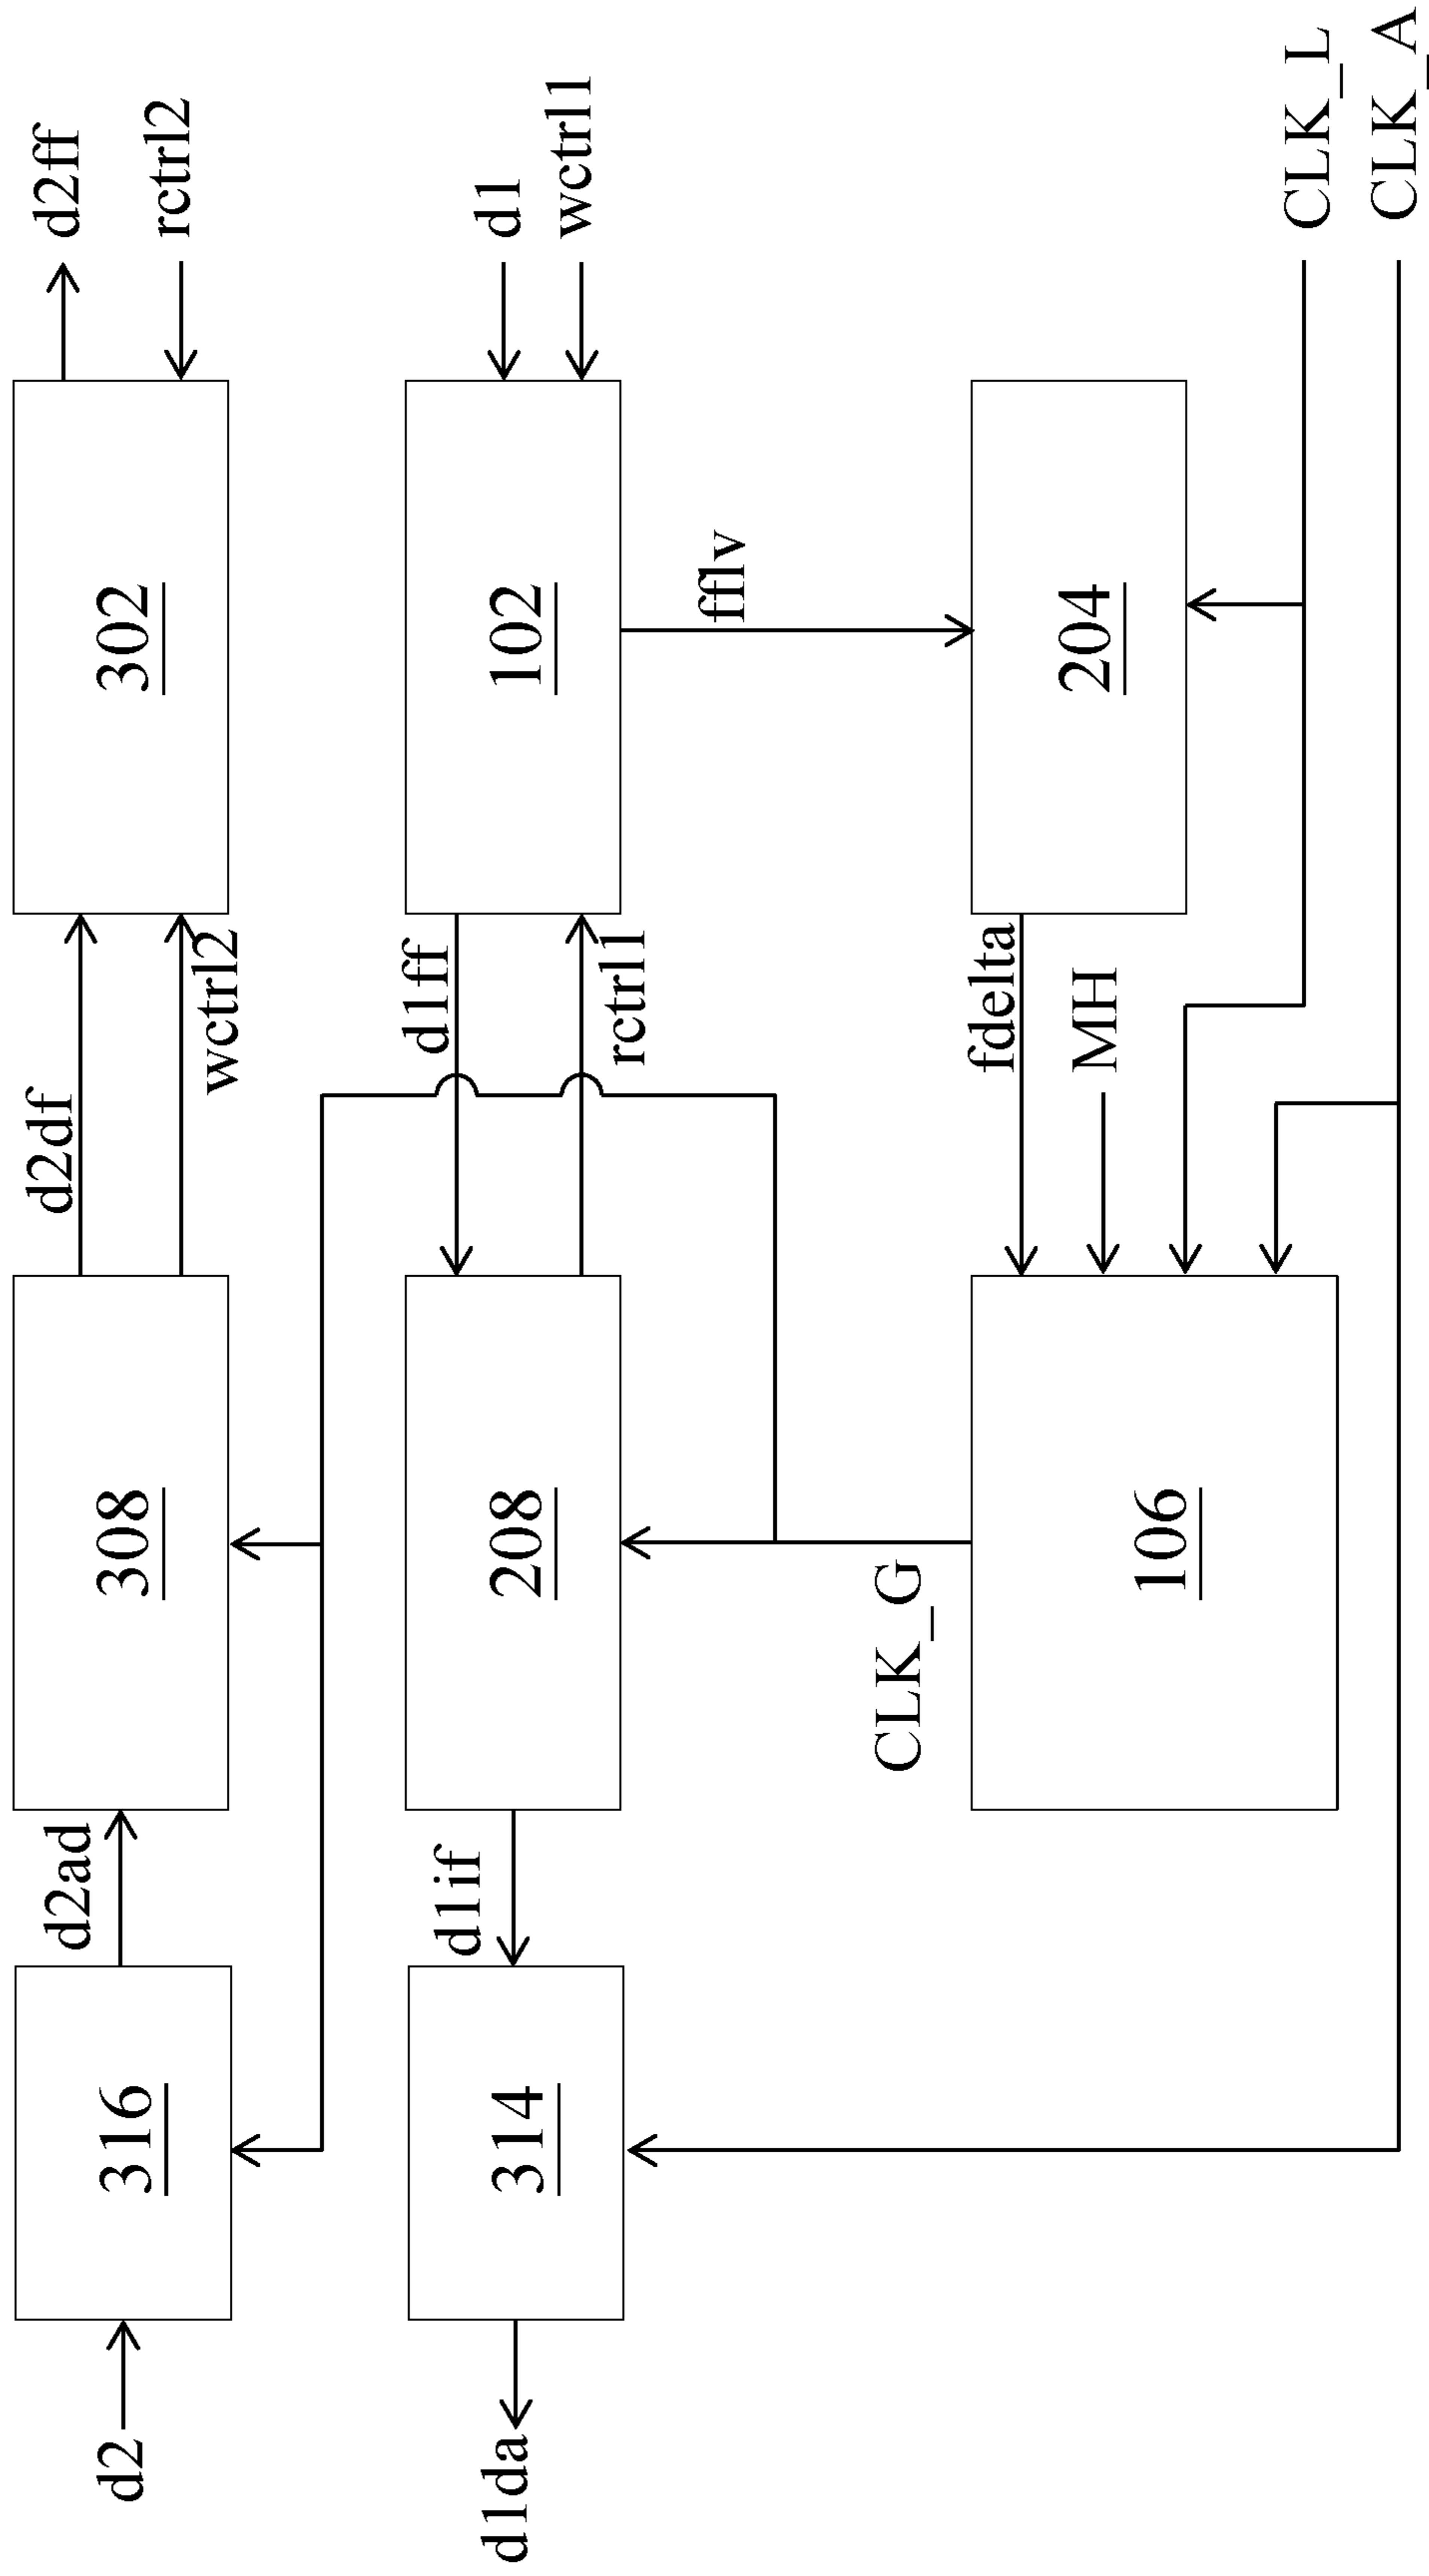 d2
316
d2ad
308
d2df
wctrl2
302
d2ff
rctrl2
d1da
314
d1if
208
d1ff
rctrl1
102
d1
wctrl1
CLK_G
fflv
106
fdelta
MH
204
CLK_L
CLK_A